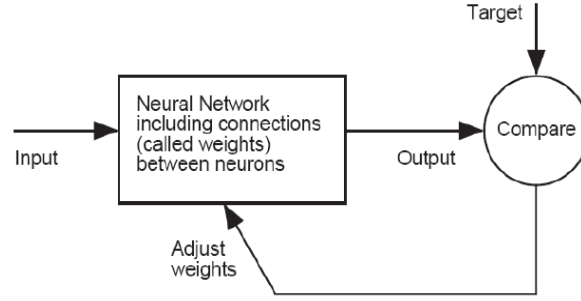 Target
Neural Network
including connections
(called weights)
between neurons
Compare
Input
Output
Adjust
weights